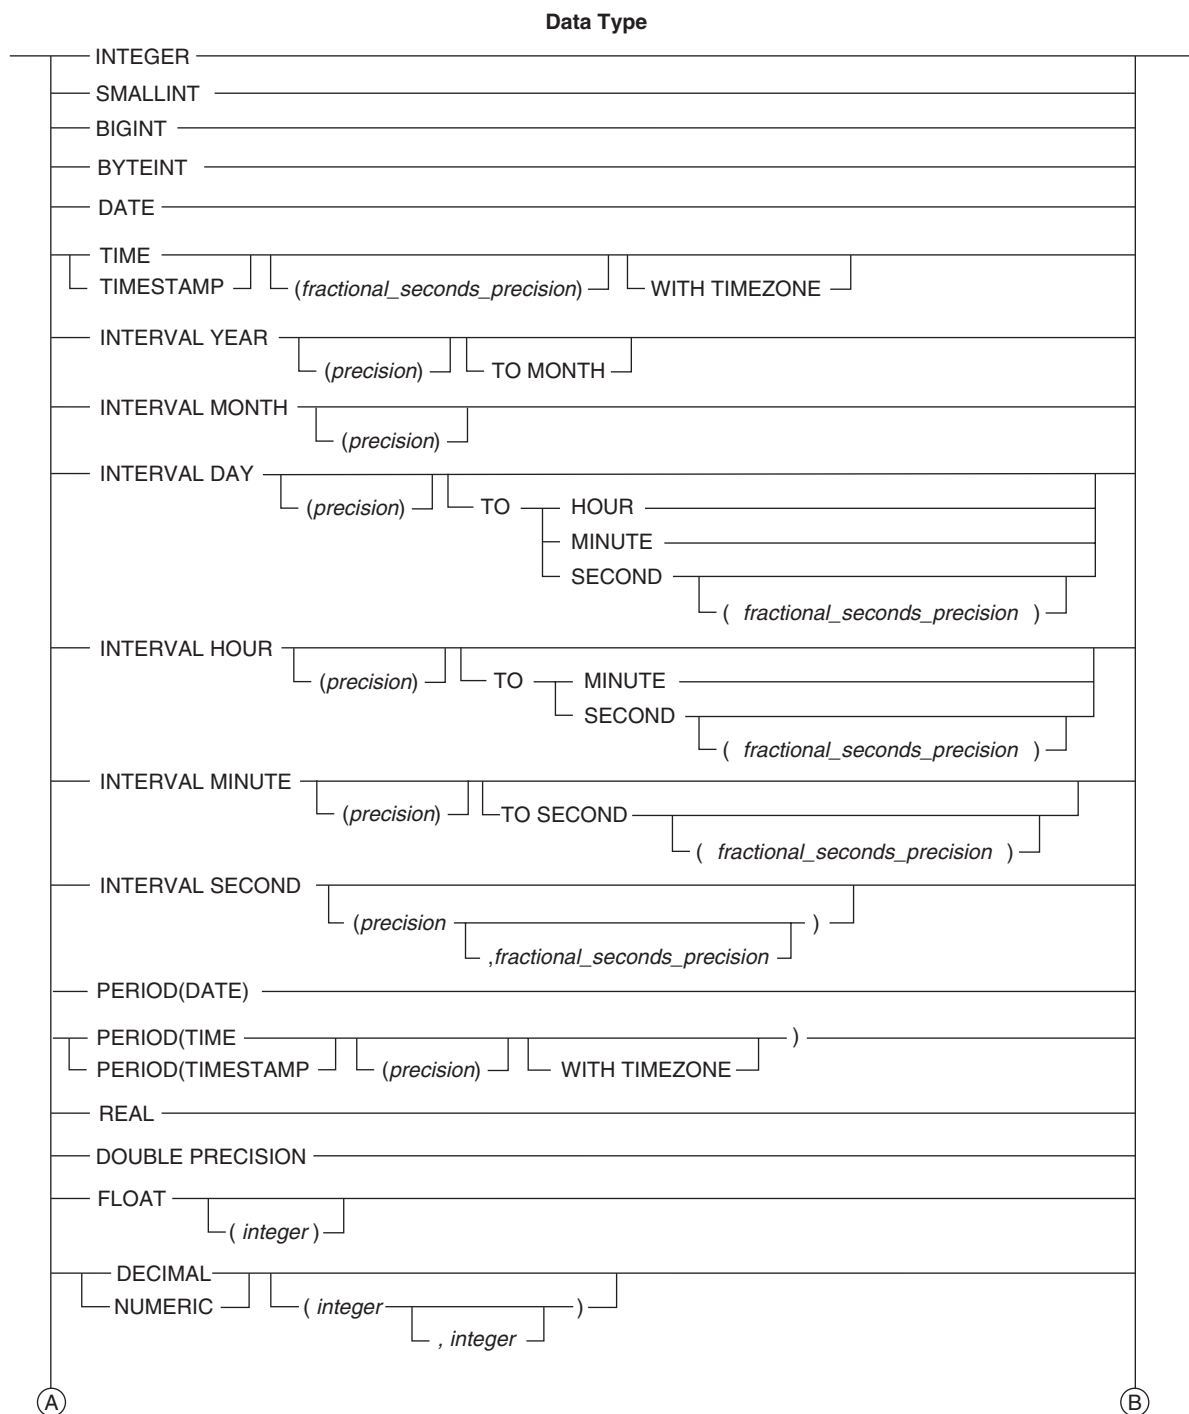 Data Type
INTEGER
SMALLINT
BIGINT
BYTEINT
DATE
TIME
TIMESTAMP
(fractional_seconds_precision)
WITH TIMEZONE
INTERVAL YEAR
(precision)
TO MONTH
INTERVAL MONTH
(precision)
INTERVAL DAY
(precision)
TO
HOUR
MINUTE
SECOND
( fractional_seconds_precision )
INTERVAL HOUR
(precision)
TO
MINUTE
SECOND
( fractional_seconds_precision )
INTERVAL MINUTE
(precision)
TO SECOND
( fractional_seconds_precision )
INTERVAL SECOND
(precision )
,fractional_seconds_precision
PERIOD(DATE)
PERIOD(TIME )
PERIOD(TIMESTAMP
(precision)
WITH TIMEZONE
REAL
DOUBLE PRECISION
FLOAT
( integer )
DECIMAL
NUMERIC
( integer )
, integer
A B